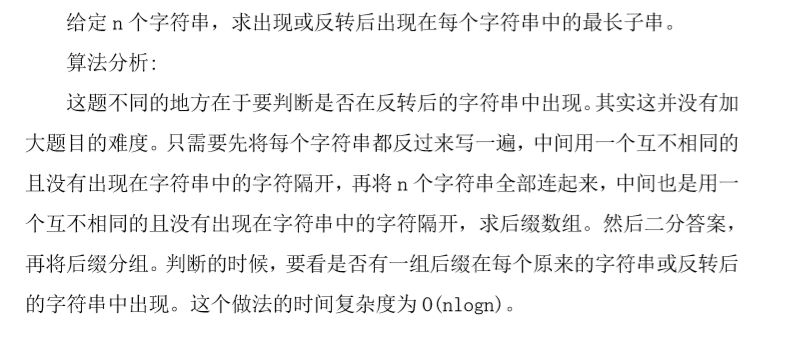 给定 n 个字符串，求出现或反转后出现在每个字符串中的最长子串。
算法分析:
这题不同的地方在于要判断是否在反转后的字符串中出现。其实这并没有加
大题目的难度。只需要先将每个字符串都反过来写一遍，中间用一个互不相同的
且没有出现在字符串中的字符隔开，再将 n 个字符串全部连起来，中间也是用一
个互不相同的且没有出现在字符串中的字符隔开，求后缀数组。然后二分答案，
再将后缀分组。判断的时候，要看是否有一组后缀在每个原来的字符串或反转后
的字符串中出现。这个做法的时间复杂度为 O(nlogn)。